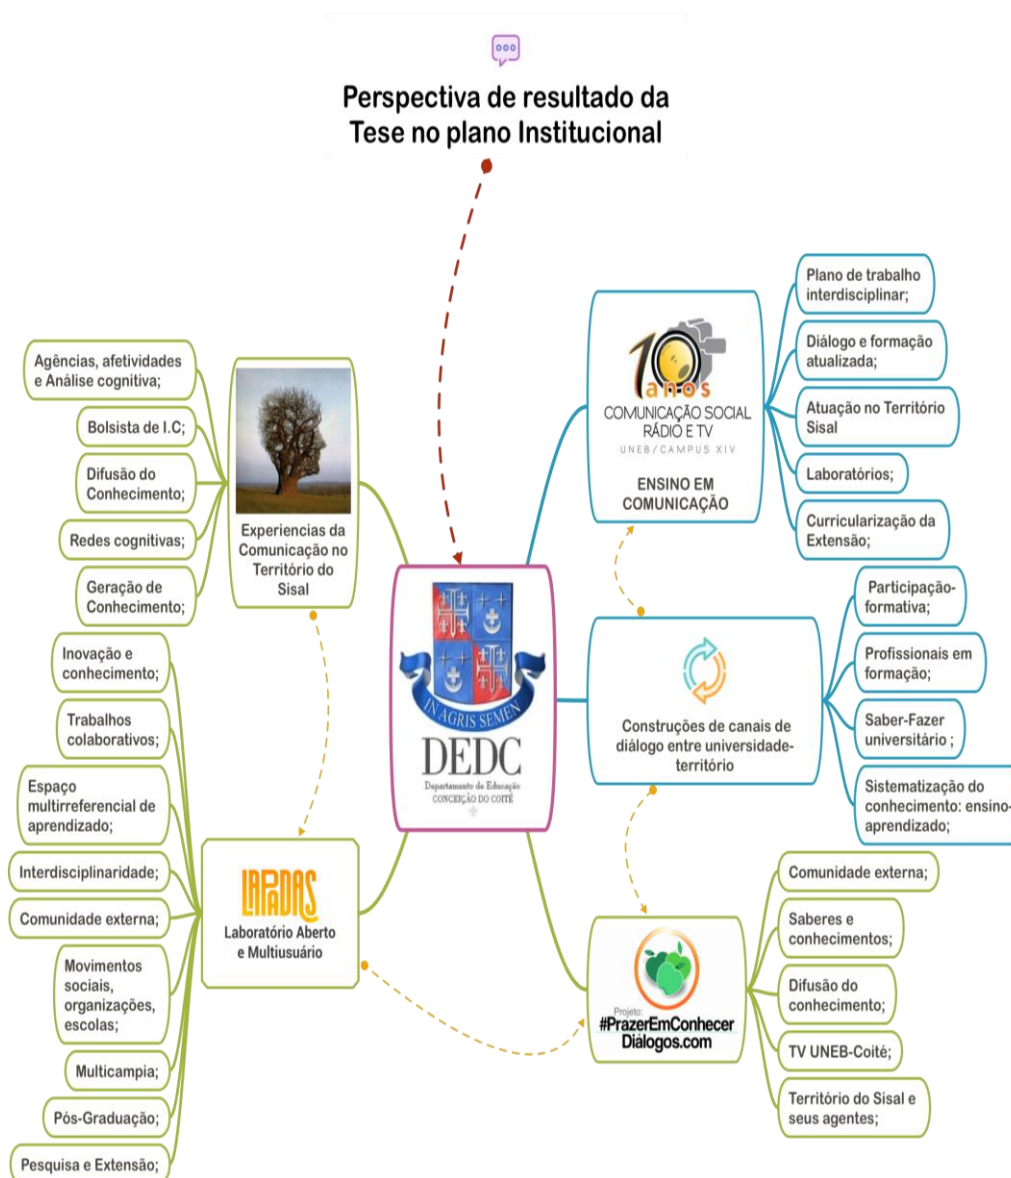 Perspectiva de resultado da
Tese no plano Institucional
Agências, afetividades
e Análise cognitiva;
Bolsista de I.C;
Difusão do
Conhecimento;
Redes cognitivas;
Geração de
Conhecimento;
Experiencias da
Comunicação no
Território do
Sisal
10
anos
COMUNICAÇÃO SOCIAL
RÁDIO E TV
UNEB/CAMPUS XIV
ENSINO EM
COMUNICAÇÃO
Plano de trabalho
interdisciplinar;
Diálogo e formação
atualizada;
Atuação no Território
Sisal
Laboratórios;
Curricularização da
Extensão;
IN AGRIS SEMEN
DEDC
Departamento de Educação
CONCEIÇÃO DO COITÉ
Construções de canais de
diálogo entre universidade-
território
Participação-
formativa;
Profissionais em
formação;
Saber-Fazer
universitário ;
Sistematização do
conhecimento: ensino-
aprendizado;
Inovação e
conhecimento;
Trabalhos
colaborativos;
Espaço
multirreferencial de
aprendizado;
Interdisciplinaridade;
Comunidade externa;
Movimentos
sociais,
organizações,
escolas;
Multicampia;
Pós-Graduação;
Pesquisa e Extensão;
LAPADAS
Laboratório Aberto
e Multiusuário
Projeto:
#PrazerEmConhecer
Diálogos.com
Comunidade externa;
Saberes e
conhecimentos;
Difusão do
conhecimento;
TV UNEB-Coité;
Território do Sisal e
seus agentes;